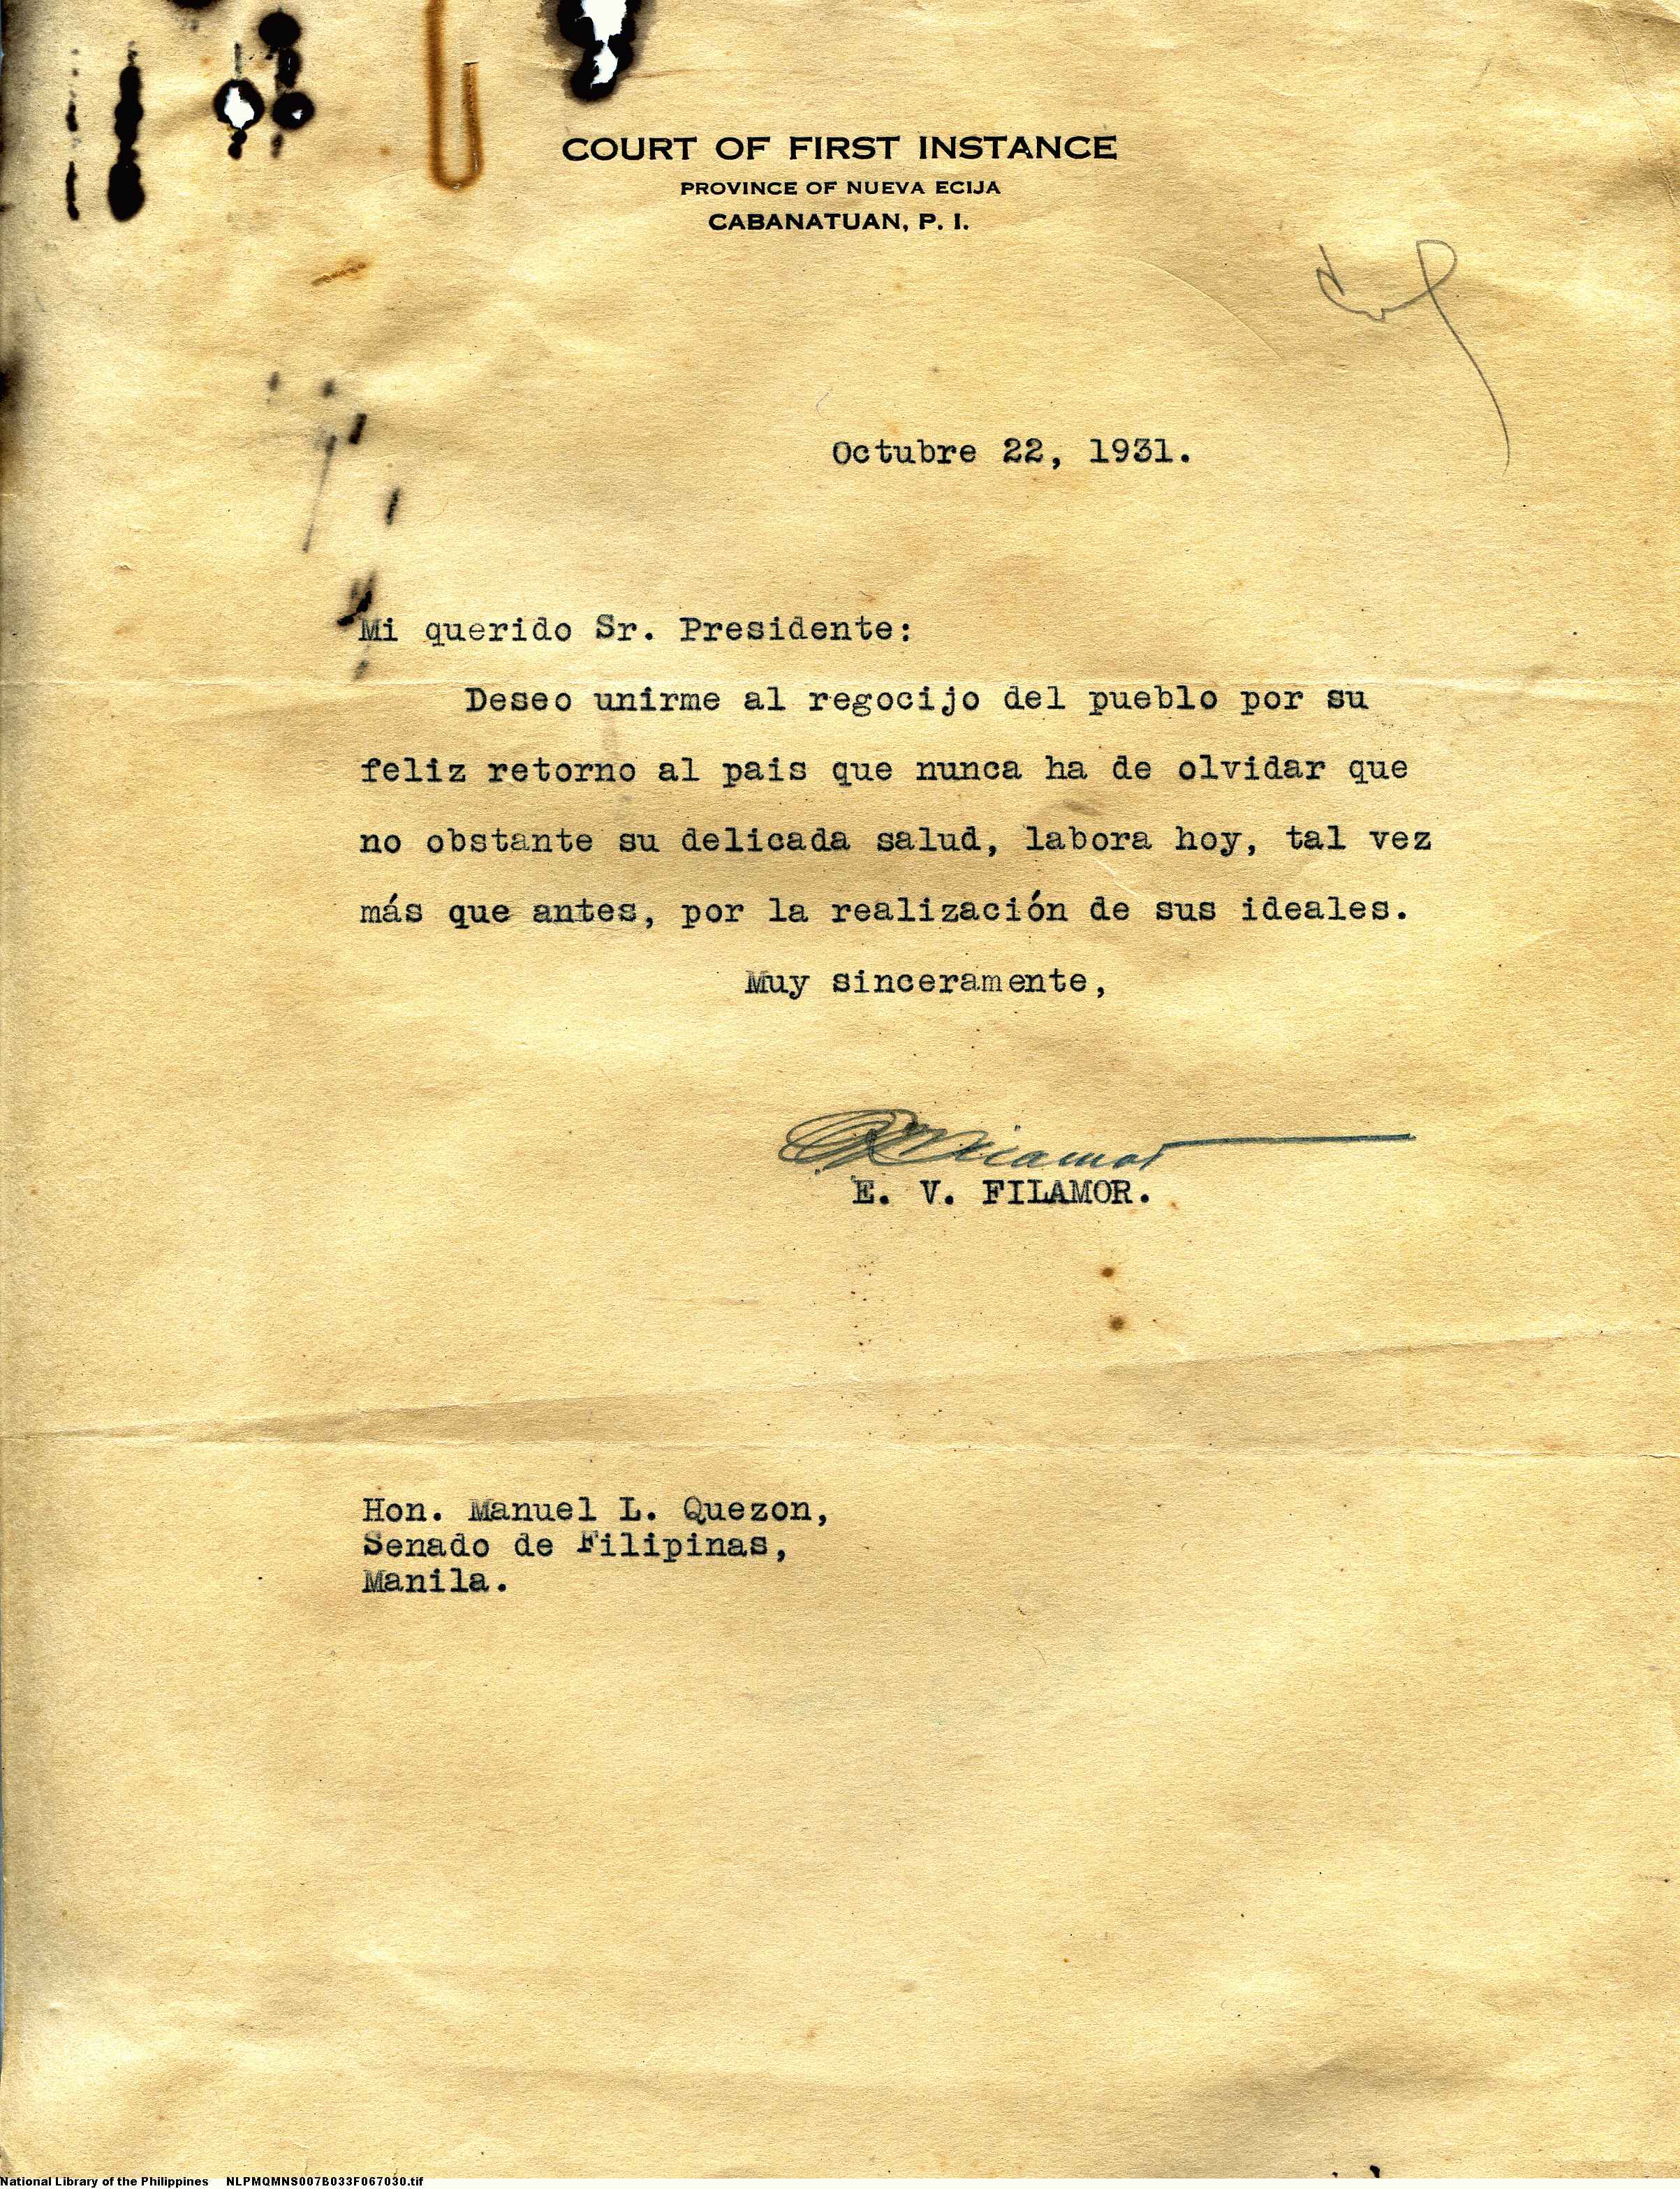 COURT OF FIRST INSTANCE
PROVINCE OF NUEVA ECIJA
CABANATUAN, P. I.
Octubre 22, 1931.
Mi querido Sr. Presidente:
Deseo unirme al regocijo del pueblo por su
feliz retorno al pais que nunca ha de olvidar que
no obstante su delicada salud, labora hoy, tal vez
más que antes, por la realización de sus ideales.
Muy sinceramente,
E. V. FILAMOR.
Hon. Manuel L. Quezon,
Senado de Filipinas,
Manila.
National Library of the Philippines NLPMQMNS007B033F067030.tif